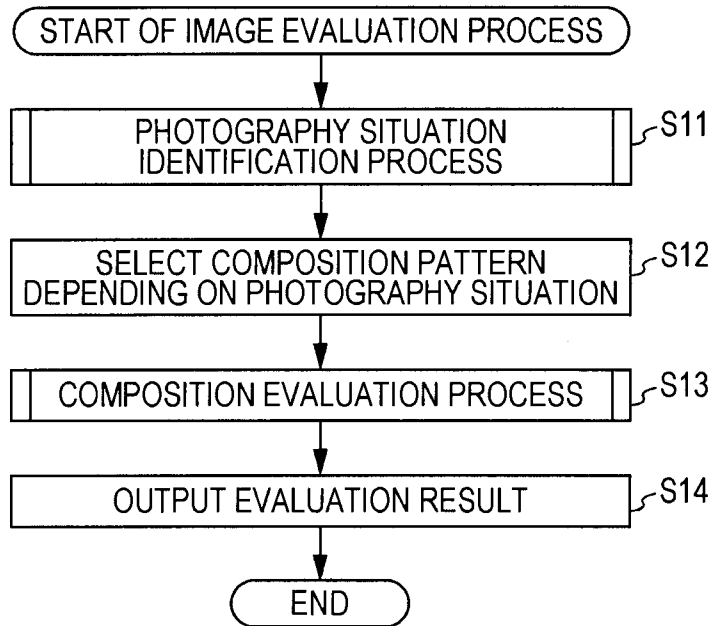 START OF IMAGE EVALUATION PROCESS
PHOTOGRAPHY SITUATION
IDENTIFICATION PROCESS
S11
SELECT COMPOSITION PATTERN
DEPENDING ON PHOTOGRAPHY SITUATION
S12
COMPOSITION EVALUATION PROCESS
S13
OUTPUT EVALUATION RESULT
S14
END